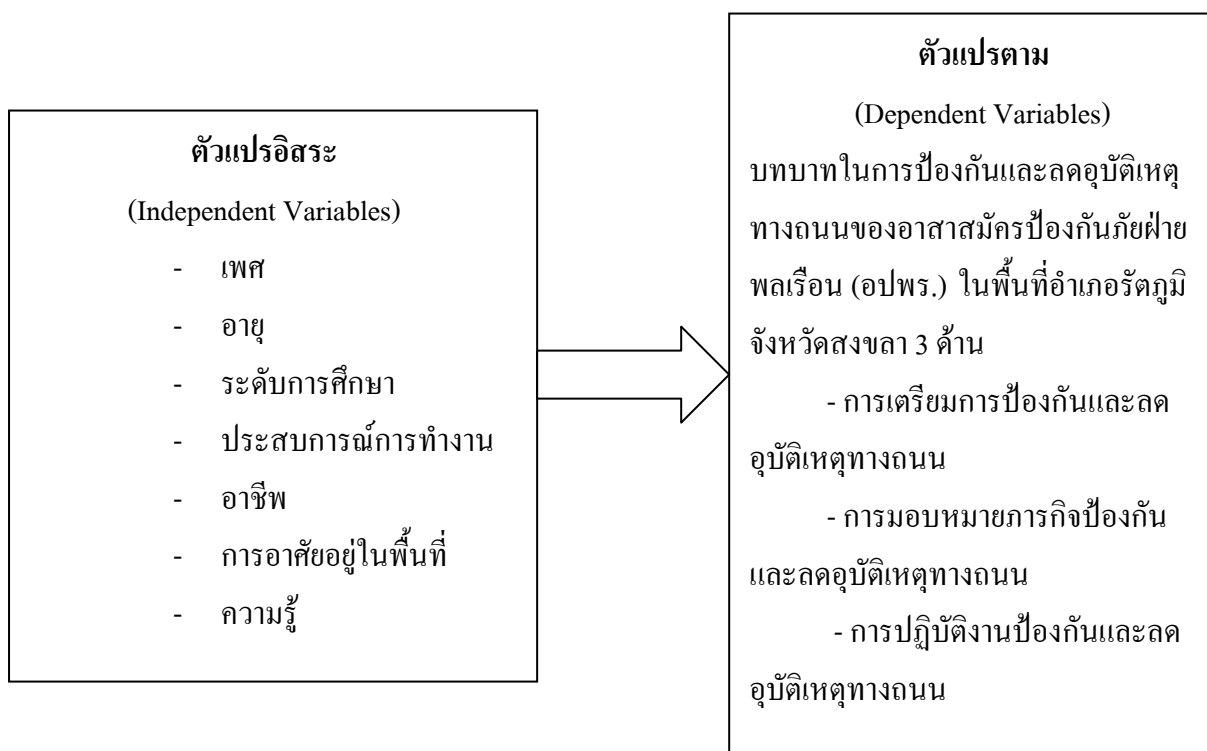 ตัวแปรอิสระ
(Independent Variables)
- เพศ
- อายุ
- ระดับการศึกษา
- ประสบการณ์การทำงาน
- อาชีพ
- การอาศัยอยู่ในพื้นที่
- ความรู้
ตัวแปรตาม
(Dependent Variables)
บทบาทในการป้องกันและลดอุบัติเหตุ
ทางถนนของอาสาสมัครป้องกันภัยฝ่าย
พลเรือน (อปพร.) ในพื้นที่อำเภอรัตภูมิ
จังหวัดสงขลา 3 ด้าน
- การเตรียมการป้องกันและลด
อุบัติเหตุทางถนน
- การมอบหมายภารกิจป้องกัน
และลดอุบัติเหตุทางถนน
- การปฏิบัติงานป้องกันและลด
อุบัติเหตุทางถนน